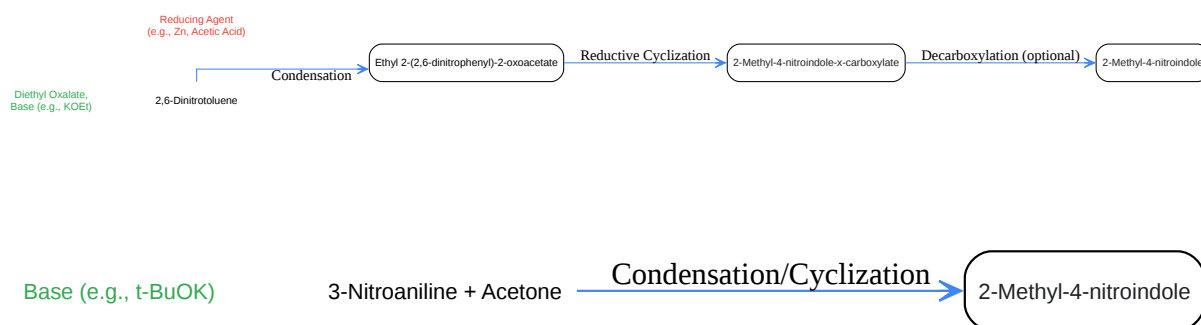 Reducing Agent
(e.g., Zn, Acetic Acid)
Condensation
Ethyl 2-(2,6-dinitrophenyl)-2-oxoacetate
Reductive Cyclization
2-Methyl-4-nitroindole-x-carboxylate
Decarboxylation (optional)
2-Methyl-4-nitroindole
Diethyl Oxalate,
Base (e.g., KOEt)
2,6-Dinitrotoluene
Base (e.g., t-BuOK)
3-Nitroaniline + Acetone
Condensation/Cyclization
2-Methyl-4-nitroindole